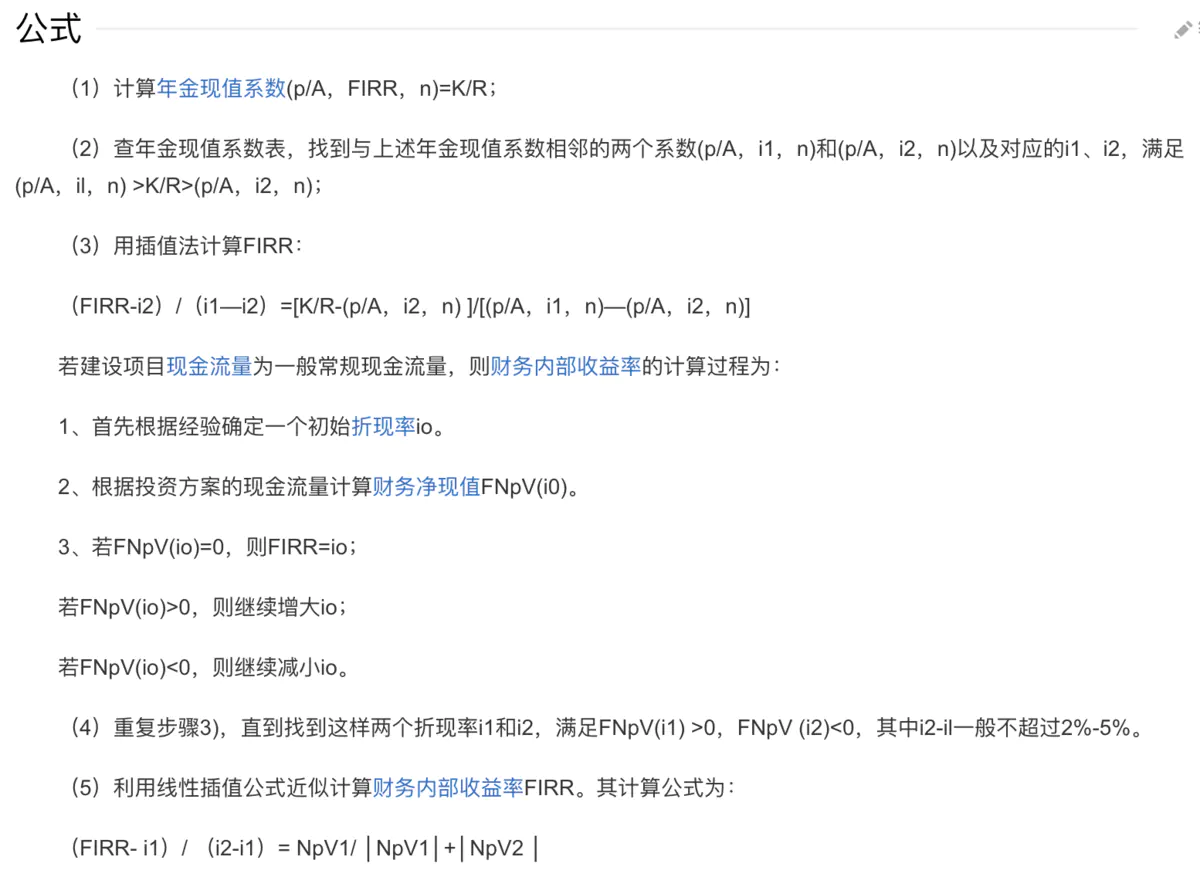 公式
（1）计算年金现值系数(p/A，FIRR，n)=K/R；
（2）查年金现值系数表，找到与上述年金现值系数相邻的两个系数(p/A，i1，n)和(p/A，i2，n)以及对应的i1、i2，满足
(p/A，il，n) >K/R>(p/A，i2，n)；
（3）用插值法计算FIRR：
（FIRR-i2）/（i1—i2）=[K/R-(p/A，i2，n) ]/[(p/A，i1，n)—(p/A，i2，n)]
若建设项目现金流量为一般常规现金流量，则财务内部收益率的计算过程为：
1、首先根据经验确定一个初始折现率io。
2、根据投资方案的现金流量计算财务净现值FNpV(i0)。
3、若FNpV(io)=0，则FIRR=io；
若FNpV(io)>0，则继续增大io；
若FNpV(io)<0，则继续减小io。
（4）重复步骤3)，直到找到这样两个折现率i1和i2，满足FNpV(i1) >0，FNpV (i2)<0，其中i2-il一般不超过2%-5%。
（5）利用线性插值公式近似计算财务内部收益率FIRR。其计算公式为：
（FIRR- i1）/ （i2-i1）= NpV1/ │NpV1│+│NpV2 │